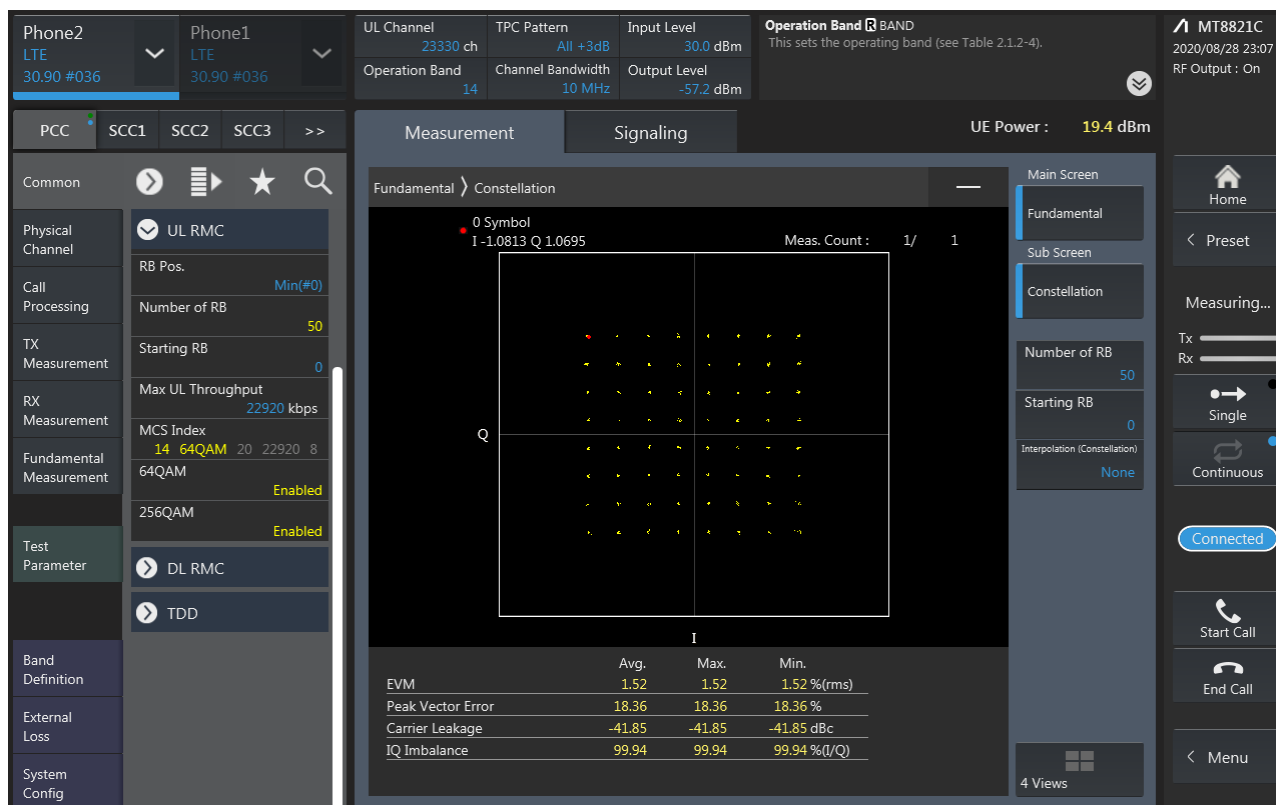 Phone2
LTE
30.90 #036
Phone1
LTE
30.90 #036
UL Channel
23330 ch
TPC Pattern
All +3dB
Input Level
30.0 dBm
Operation Band
14
Channel Bandwidth
10 MHz
Output Level
-57.2 dBm
Operation Band R BAND
This sets the operating band (see Table 2.1.2-4).
MT8821C
2020/08/28 23:07
RF Output : On
PCC SCC1 SCC2 SCC3 >>
Measurement
Signaling
UE Power : 19.4 dBm
Common
Physical
Channel
Call
Processing
TX
Measurement
RX
Measurement
Fundamental
Measurement
Test
Parameter
Band
Definition
External
Loss
System
Config
UL RMC
RB Pos.
Min(#0)
Number of RB
50
Starting RB
0
Max UL Throughput
22920 kbps
MCS Index
14 64QAM 20 22920 8
64QAM
Enabled
256QAM
Enabled
DL RMC
TDD
Fundamental 〉 Constellation
0 Symbol
I -1.0813 Q 1.0695
Meas. Count : 1/ 1
Q
I
Avg. Max. Min.
EVM 1.52 1.52 1.52 %(rms)
Peak Vector Error 18.36 18.36 18.36 %
Carrier Leakage -41.85 -41.85 -41.85 dBc
IQ Imbalance 99.94 99.94 99.94 %(I/Q)
Main Screen
Fundamental
Sub Screen
Constellation
Number of RB
50
Starting RB
0
Interpolation (Constellation)
None
4 Views
Home
< Preset
Measuring...
Tx
Rx
Single
Continuous
Connected
Start Call
End Call
< Menu